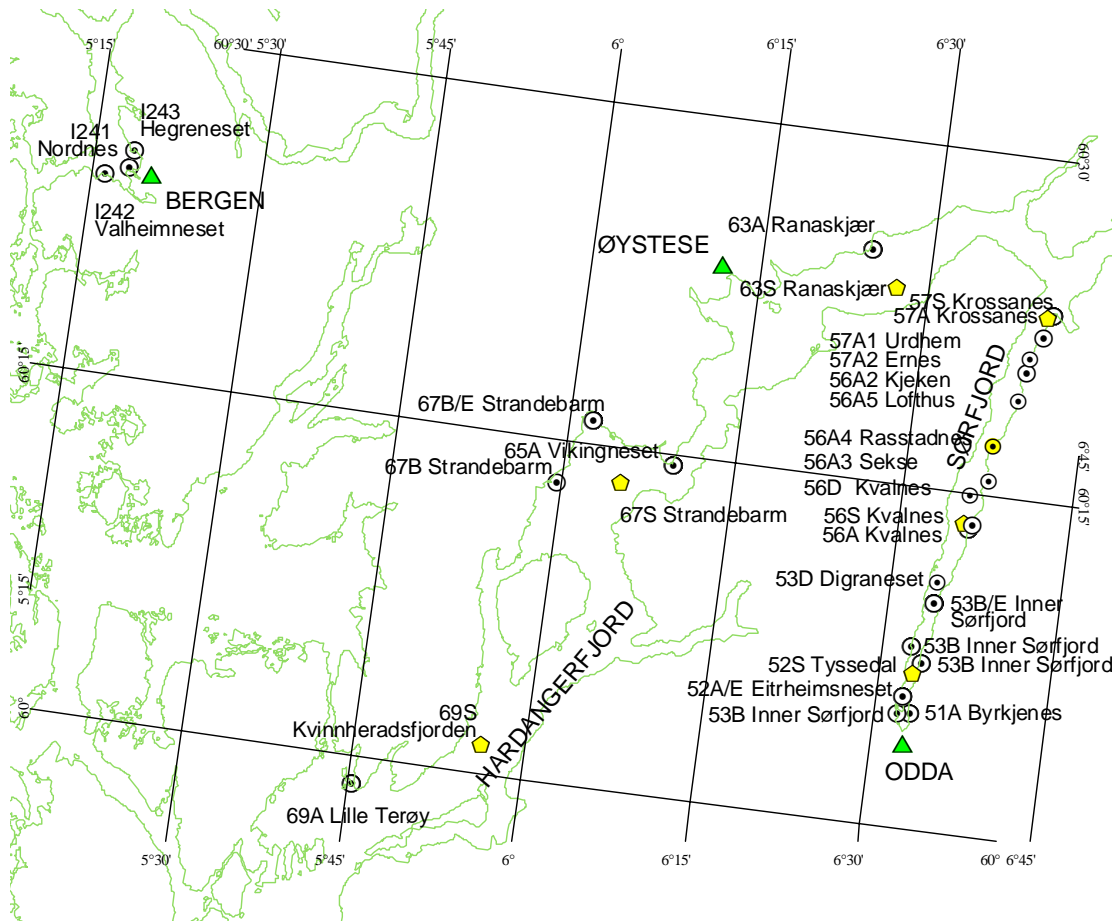 5°15'
60°30'
5°30'
5°45'
6°
6°15'
6°30'
I243
Hegreneset
I241
Nordnes
BERGEN
I242
Valheimneset
60°30'
63A Ranaskjær
ØYSTESE
63S Ranaskjær
57S Krossanes
57A Krossanes
57A1 Urdhem
57A2 Ernes
56A2 Kjeken
56A5 Lofthus
SØRFJORD
60°15'
67B/E Strandebarm
65A Vikingneset
67B Strandebarm
67S Strandebarm
56A4 Rasstadnes
56A3 Sekse
56D Kvalnes
56S Kvalnes
56A Kvalnes
6°45'
60°15'
5°15'
53D Digraneset
53B/E Inner
Sørfjord
53B Inner Sørfjord
52S Tyssedal
53B Inner Sørfjord
52A/E Eitrheimsneset
53B Inner Sørfjord
51A Byrkjenes
ODDA
60°
69S
Kvinnheradsfjorden
HARDANGERFJORD
69A Lille Terøy
5°30'
5°45'
6°
6°15'
6°30'
60°
6°45'